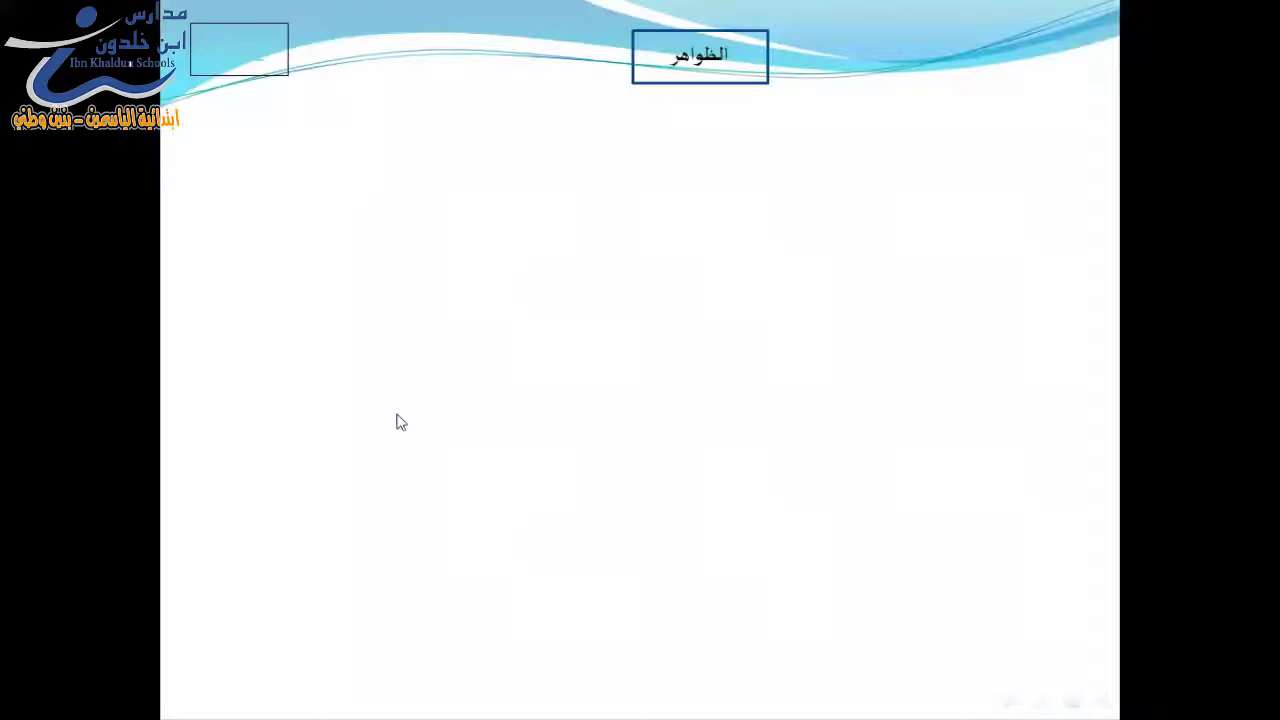 مدارس
ابن خلدون
Ibn Khaldun Schools
ابتدائية الياسمين - بنين وطني
الظواهر